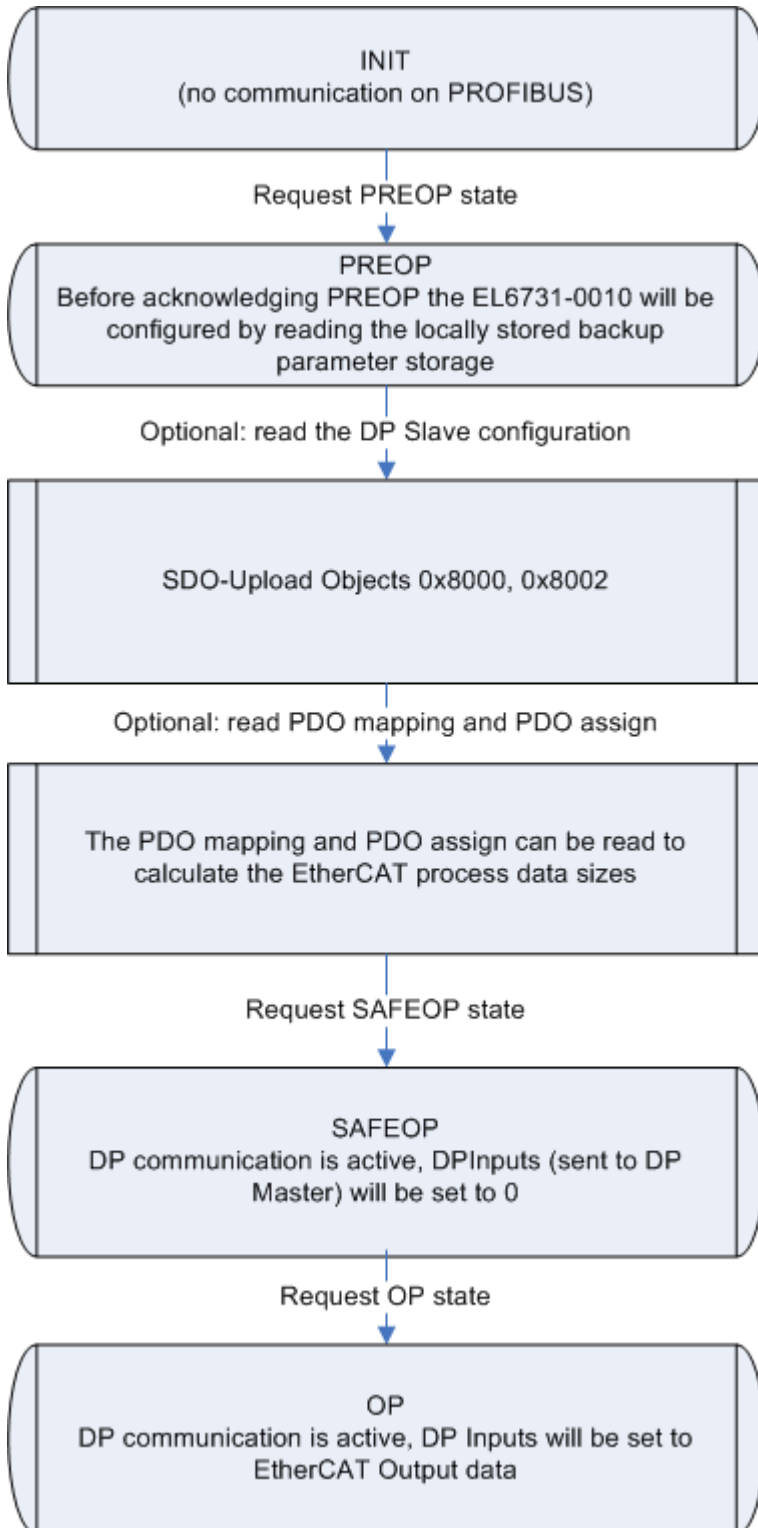 INIT
(no communication on PROFIBUS)
Request PREOP state
PREOP
Before acknowledging PREOP the EL6731-0010 will be
configured by reading the locally stored backup
parameter storage
Optional: read the DP Slave configuration
SDO-Upload Objects 0x8000, 0x8002
Optional: read PDO mapping and PDO assign
The PDO mapping and PDO assign can be read to
calculate the EtherCAT process data sizes
Request SAFEOP state
SAFEOP
DP communication is active, DPInputs (sent to DP
Master) will be set to 0
Request OP state
OP
DP communication is active, DP Inputs will be set to
EtherCAT Output data